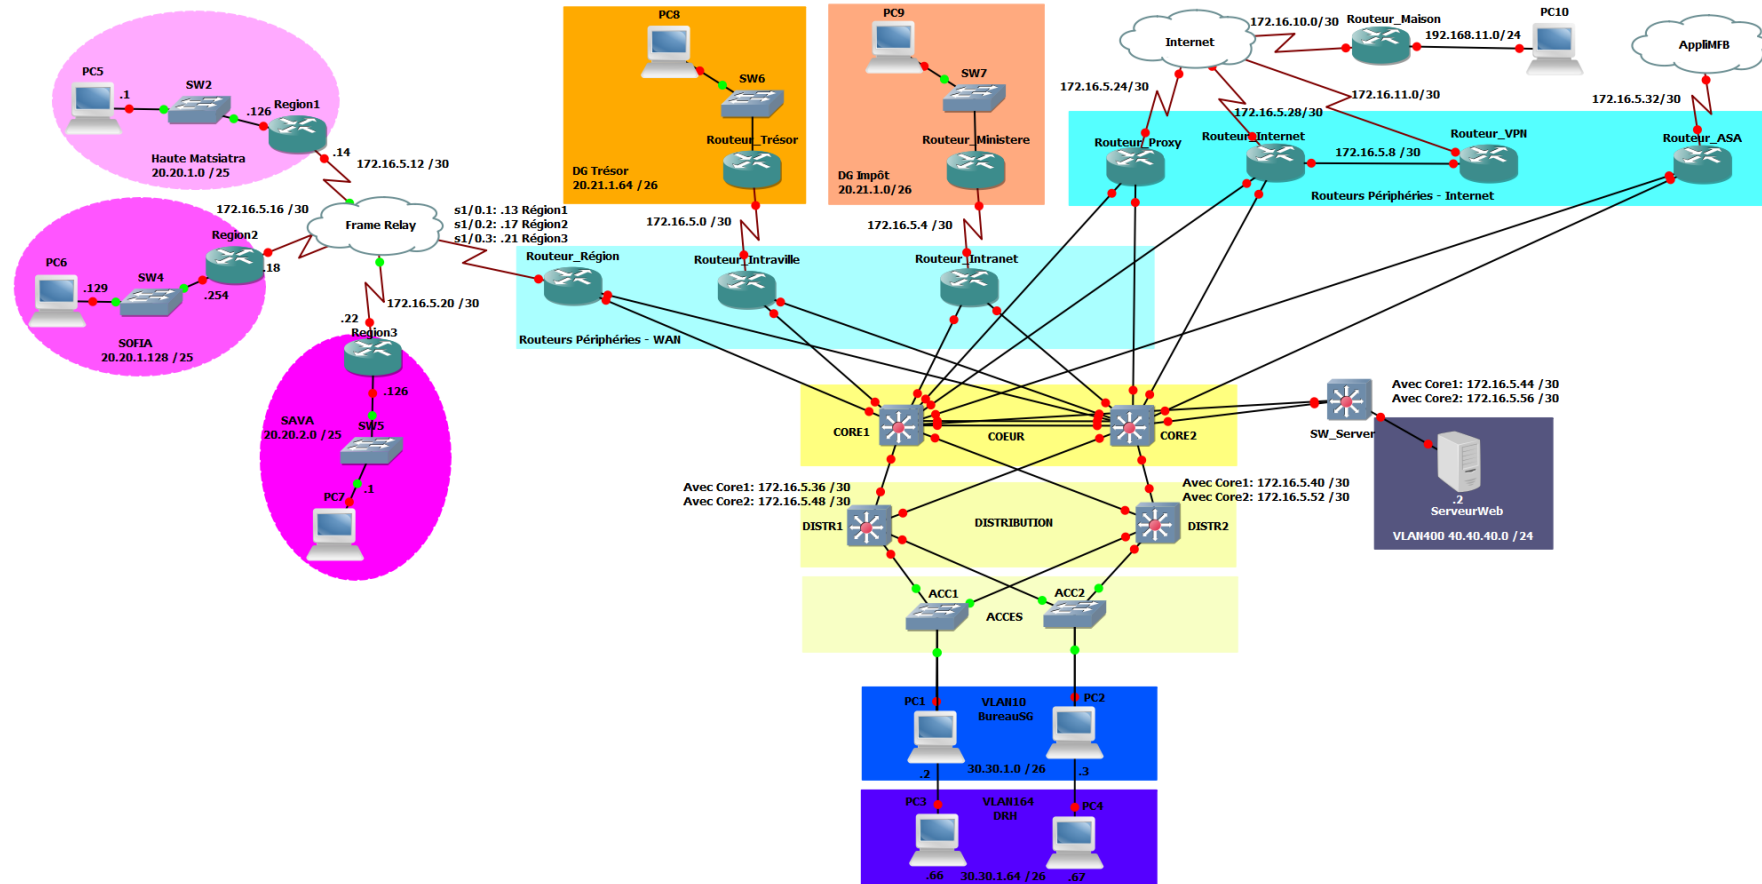 PC5
.1
SW2
.126
Region1
Haute Matsiatra
20.20.1.0 /25
.14
172.16.5.12 /30
172.16.5.16 /30
Frame Relay
s1/0.1: .13 Région1
s1/0.2: .17 Région2
s1/0.3: .21 Région3
PC6
.129
SW4
Region2
.18
.254
SOFIA
20.20.1.128 /25
172.16.5.20 /30
.22
Region3
.126
SAVA
20.20.2.0 /25
SW5
.1
PC7
PC8
SW6
Routeur_Trésor
DG Trésor
20.21.1.64 /26
172.16.5.0 /30
PC9
SW7
Routeur_Ministere
DG Impôt
20.21.1.0/26
172.16.5.4 /30
Internet
172.16.10.0/30
Routeur_Maison
192.168.11.0/24
PC10
AppliMFB
172.16.5.24/30
172.16.5.28/30
172.16.11.0/30
172.16.5.32/30
Routeur_Proxy
Routeur_Internet
Routeur_VPN
Routeur_ASA
172.16.5.8 /30
Routeurs Périphéries - Internet
Routeur_Région
Routeur_Intraville
Routeur_Intranet
Routeurs Périphéries - WAN
CORE1
COEUR
CORE2
Avec Core1: 172.16.5.44 /30
Avec Core2: 172.16.5.56 /30
SW_Server
.2
ServeurWeb
VLAN400 40.40.40.0 /24
Avec Core1: 172.16.5.36 /30
Avec Core2: 172.16.5.48 /30
Avec Core1: 172.16.5.40 /30
Avec Core2: 172.16.5.52 /30
DISTR1
DISTRIBUTION
DISTR2
ACC1
ACC2
ACCES
PC1
VLAN10
BureauSG
PC2
.2
30.30.1.0 /26
.3
PC3
VLAN164
DRH
PC4
.66
30.30.1.64 /26
.67